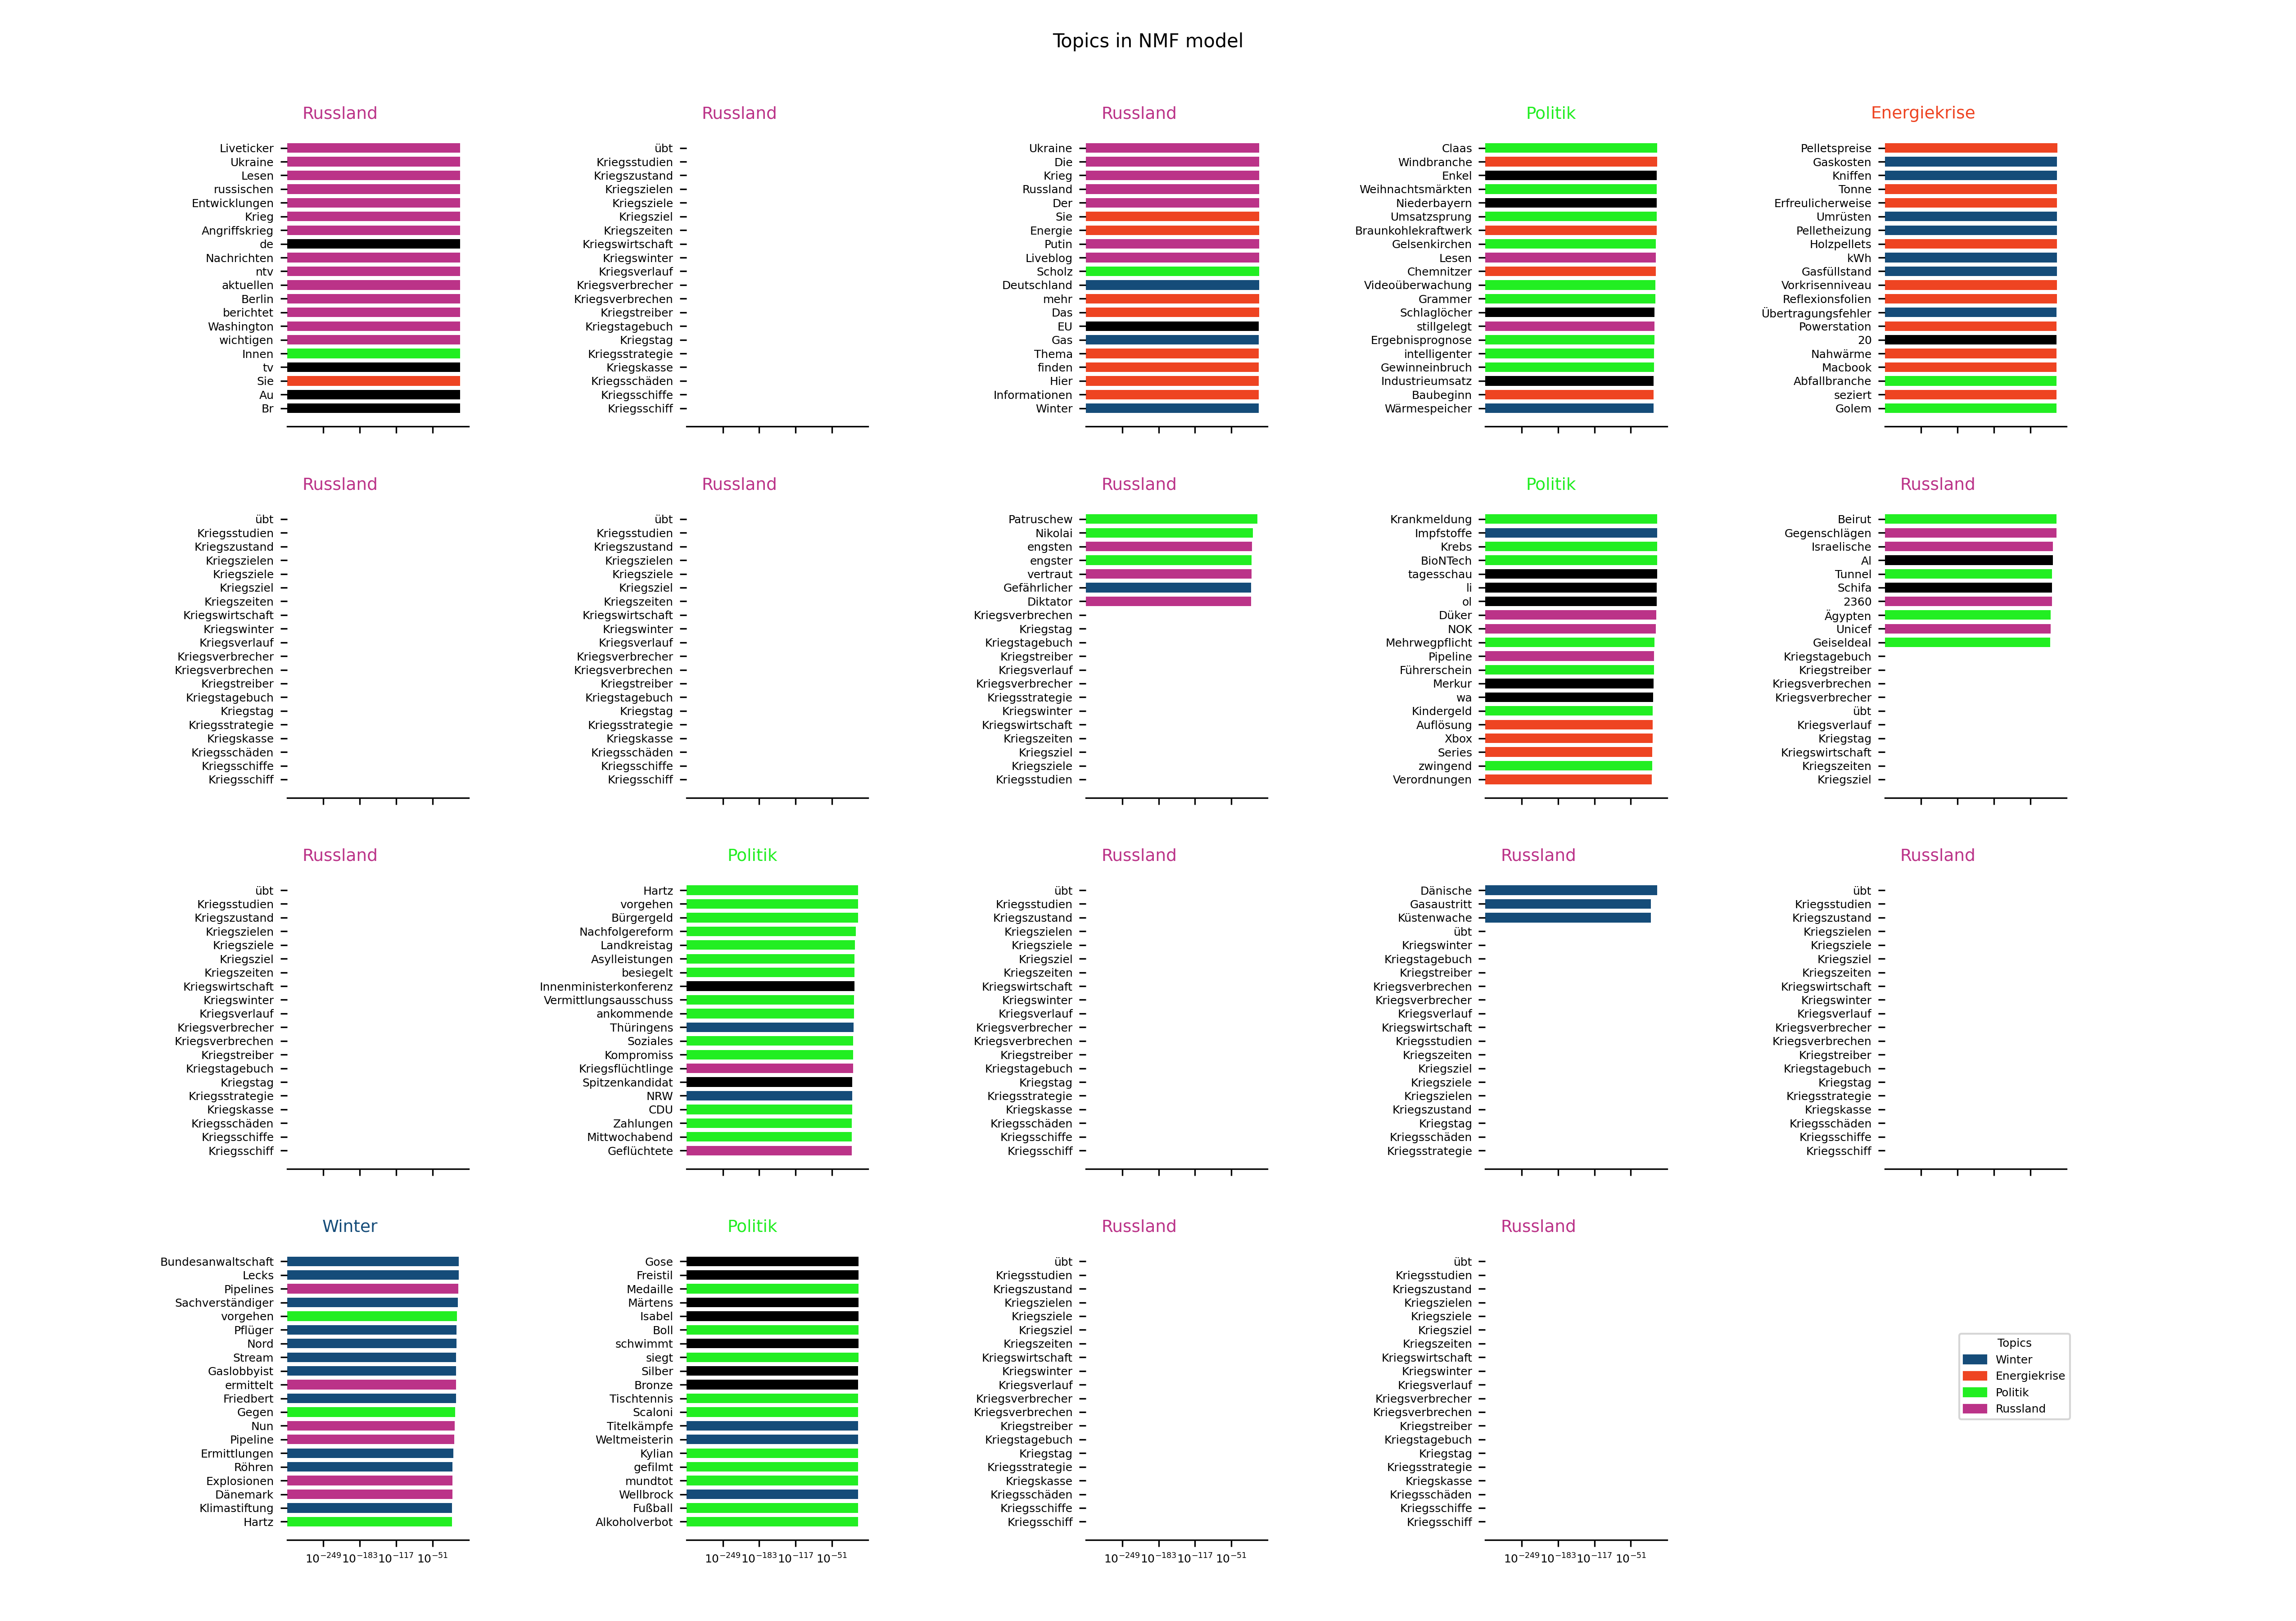 Topics in NMF model
Russland
Liveticker
Ukraine
Lesen
russischen
Entwicklungen
Krieg
Angriffskrieg
de
Nachrichten
ntv
aktuellen
Berlin
berichtet
Washington
wichtigen
Innen
tv
Sie
Au
Br
Russland
übt
Kriegsstudien
Kriegszustand
Kriegszielen
Kriegsziele
Kriegsziel
Kriegszeiten
Kriegswirtschaft
Kriegswinter
Kriegsverlauf
Kriegsverbrecher
Kriegsverbrechen
Kriegstreiber
Kriegstagebuch
Kriegstag
Kriegsstrategie
Kriegskasse
Kriegsschäden
Kriegsschiffe
Kriegsschiff
Russland
Ukraine
Die
Krieg
Russland
Der
Sie
Energie
Putin
Liveblog
Scholz
Deutschland
mehr
Das
EU
Gas
Thema
finden
Hier
Informationen
Winter
Politik
Claas
Windbranche
Enkel
Weihnachtsmärkten
Niederbayern
Umsatzsprung
Braunkohlekraftwerk
Gelsenkirchen
Lesen
Chemnitzer
Videoüberwachung
Grammer
Schlaglöcher
stillgelegt
Ergebnisprognose
intelligenter
Gewinneinbruch
Industrieumsatz
Baubeginn
Wärmespeicher
Energiekrise
Pelletspreise
Gaskosten
Kniffen
Tonne
Erfreulicherweise
Umrüsten
Pelletheizung
Holzpellets
kWh
Gasfüllstand
Vorkrisenniveau
Reflexionsfolien
Übertragungsfehler
Powerstation
20
Nahwärme
Macbook
Abfallbranche
seziert
Golem
Russland
übt
Kriegsstudien
Kriegszustand
Kriegszielen
Kriegsziele
Kriegsziel
Kriegszeiten
Kriegswirtschaft
Kriegswinter
Kriegsverlauf
Kriegsverbrecher
Kriegsverbrechen
Kriegstreiber
Kriegstagebuch
Kriegstag
Kriegsstrategie
Kriegskasse
Kriegsschäden
Kriegsschiffe
Kriegsschiff
Russland
übt
Kriegsstudien
Kriegszustand
Kriegszielen
Kriegsziele
Kriegsziel
Kriegszeiten
Kriegswirtschaft
Kriegswinter
Kriegsverlauf
Kriegsverbrecher
Kriegsverbrechen
Kriegstreiber
Kriegstagebuch
Kriegstag
Kriegsstrategie
Kriegskasse
Kriegsschäden
Kriegsschiffe
Kriegsschiff
Russland
Patruschew
Nikolai
engsten
engster
vertraut
Gefährlicher
Diktator
Kriegsverbrechen
Kriegstag
Kriegstagebuch
Kriegstreiber
Kriegsverlauf
Kriegsverbrecher
Kriegsstrategie
Kriegswinter
Kriegswirtschaft
Kriegszeiten
Kriegsziel
Kriegsziele
Kriegsstudien
Politik
Krankmeldung
Impfstoffe
Krebs
BioNTech
tagesschau
li
ol
Düker
NOK
Mehrwegpflicht
Pipeline
Führerschein
Merkur
wa
Kindergeld
Auflösung
Xbox
Series
zwingend
Verordnungen
Russland
Beirut
Gegenschlägen
Israelische
Al
Tunnel
Schifa
2360
Ägypten
Unicef
Geiseldeal
Kriegstagebuch
Kriegstreiber
Kriegsverbrechen
Kriegsverbrecher
übt
Kriegsverlauf
Kriegstag
Kriegswirtschaft
Kriegszeiten
Kriegsziel
Russland
übt
Kriegsstudien
Kriegszustand
Kriegszielen
Kriegsziele
Kriegsziel
Kriegszeiten
Kriegswirtschaft
Kriegswinter
Kriegsverlauf
Kriegsverbrecher
Kriegsverbrechen
Kriegstreiber
Kriegstagebuch
Kriegstag
Kriegsstrategie
Kriegskasse
Kriegsschäden
Kriegsschiffe
Kriegsschiff
Politik
Hartz
vorgehen
Bürgergeld
Nachfolgereform
Landkreistag
Asylleistungen
besiegelt
Innenministerkonferenz
Vermittlungsausschuss
ankommende
Thüringens
Soziales
Kompromiss
Kriegsflüchtlinge
Spitzenkandidat
NRW
CDU
Zahlungen
Mittwochabend
Geflüchtete
Russland
übt
Kriegsstudien
Kriegszustand
Kriegszielen
Kriegsziele
Kriegsziel
Kriegszeiten
Kriegswirtschaft
Kriegswinter
Kriegsverlauf
Kriegsverbrecher
Kriegsverbrechen
Kriegstreiber
Kriegstagebuch
Kriegstag
Kriegsstrategie
Kriegskasse
Kriegsschäden
Kriegsschiffe
Kriegsschiff
Russland
Dänische
Gasaustritt
Küstenwache
übt
Kriegswinter
Kriegstagebuch
Kriegstreiber
Kriegsverbrechen
Kriegsverbrecher
Kriegsverlauf
Kriegswirtschaft
Kriegsstudien
Kriegszeiten
Kriegsziel
Kriegsziele
Kriegszielen
Kriegszustand
Kriegstag
Kriegsschäden
Kriegsstrategie
Russland
übt
Kriegsstudien
Kriegszustand
Kriegszielen
Kriegsziele
Kriegsziel
Kriegszeiten
Kriegswirtschaft
Kriegswinter
Kriegsverlauf
Kriegsverbrecher
Kriegsverbrechen
Kriegstreiber
Kriegstagebuch
Kriegstag
Kriegsstrategie
Kriegskasse
Kriegsschäden
Kriegsschiffe
Kriegsschiff
Winter
Bundesanwaltschaft
Lecks
Pipelines
Sachverständiger
vorgehen
Pflüger
Nord
Stream
Gaslobbyist
ermittelt
Friedbert
Gegen
Nun
Pipeline
Ermittlungen
Röhren
Explosionen
Dänemark
Klimastiftung
Hartz
10^−249 10^−183 10^−117 10^−51
Politik
Gose
Freistil
Medaille
Märtens
Isabel
Boll
schwimmt
siegt
Silber
Bronze
Tischtennis
Scaloni
Titelkämpfe
Weltmeisterin
Kylian
gefilmt
mundtot
Wellbrock
Fußball
Alkoholverbot
10^−249 10^−183 10^−117 10^−51
Russland
übt
Kriegsstudien
Kriegszustand
Kriegszielen
Kriegsziele
Kriegsziel
Kriegszeiten
Kriegswirtschaft
Kriegswinter
Kriegsverlauf
Kriegsverbrecher
Kriegsverbrechen
Kriegstreiber
Kriegstagebuch
Kriegstag
Kriegsstrategie
Kriegskasse
Kriegsschäden
Kriegsschiffe
Kriegsschiff
10^−249 10^−183 10^−117 10^−51
Russland
übt
Kriegsstudien
Kriegszustand
Kriegszielen
Kriegsziele
Kriegsziel
Kriegszeiten
Kriegswirtschaft
Kriegswinter
Kriegsverlauf
Kriegsverbrecher
Kriegsverbrechen
Kriegstreiber
Kriegstagebuch
Kriegstag
Kriegsstrategie
Kriegskasse
Kriegsschäden
Kriegsschiffe
Kriegsschiff
10^−249 10^−183 10^−117 10^−51
Topics
Winter
Energiekrise
Politik
Russland